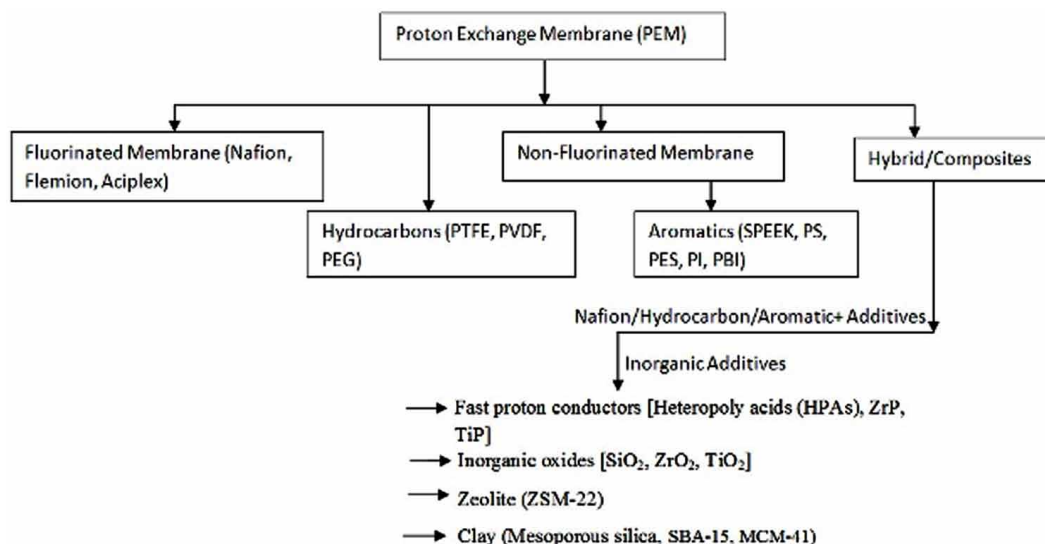 Proton Exchange Membrane (PEM)
Fluorinated Membrane (Nafion,
Flemion, Aciplex)
Non-Fluorinated Membrane
Hybrid/Composites
Hydrocarbons (PTFE, PVDF,
PEG)
Aromatics (SPEEK, PS,
PES, PI, PBI)
Nafion/Hydrocarbon/Aromatic+ Additives
Inorganic Additives
Fast proton conductors [Heteropoly acids (HPAs), ZrP,
TiP]
Inorganic oxides [SiO₂, ZrO₂, TiO₂]
Zeolite (ZSM-22)
Clay (Mesoporous silica, SBA-15, MCM-41)